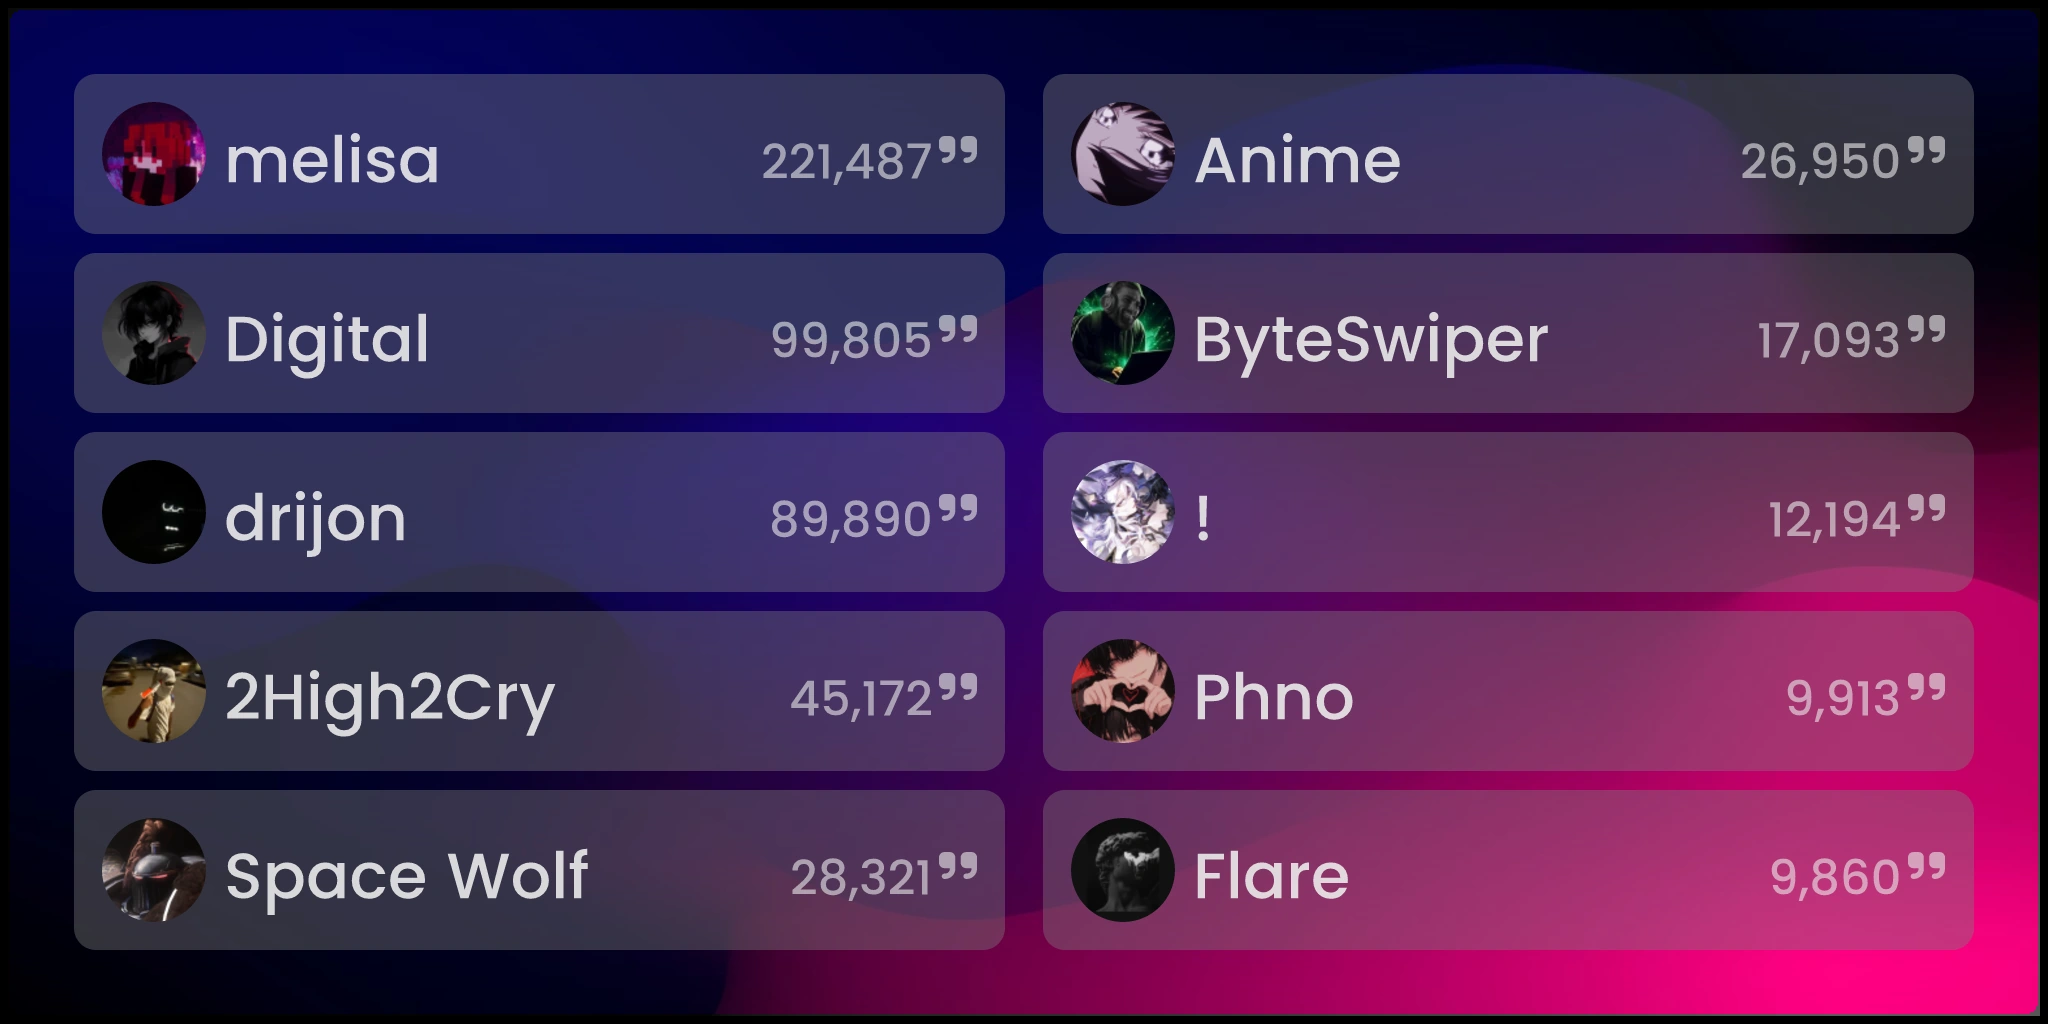 melisa 221,487
Digital 99,805
drijon 89,890
2High2Cry 45,172
Space Wolf 28,321
Anime 26,950
ByteSwiper 17,093
! 12,194
Phno 9,913
Flare 9,860